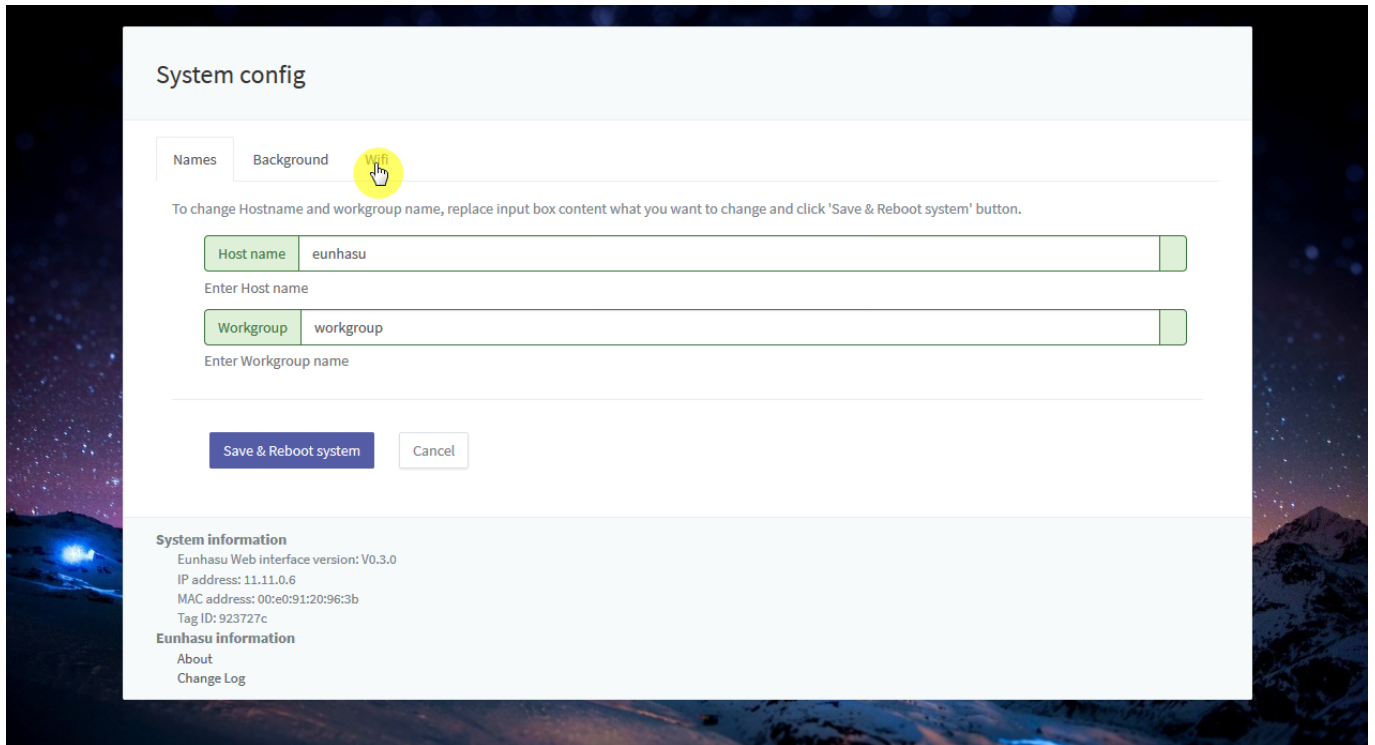 System config
Names Background Wifi
To change Hostname and workgroup name, replace input box content what you want to change and click 'Save & Reboot system' button.
Host name eunhasu
Enter Host name
Workgroup workgroup
Enter Workgroup name
Save & Reboot system Cancel
System information
Eunhasu Web interface version: V0.3.0
IP address: 11.11.0.6
MAC address: 00:e0:91:20:96:3b
Tag ID: 923727c
Eunhasu information
About
Change Log